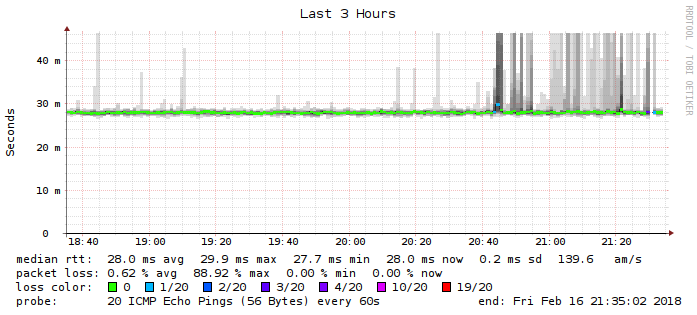 Last 3 Hours
RRDTOOL / TOBI OETIKER
Seconds
40 m
30 m
20 m
10 m
0
18:40 19:00 19:20 19:40 20:00 20:20 20:40 21:00 21:20
median rtt: 28.0 ms avg 29.9 ms max 27.7 ms min 28.0 ms now 0.2 ms sd 139.6 am/s
packet loss: 0.62 % avg 88.92 % max 0.00 % min 0.00 % now
loss color: 0 1/20 2/20 3/20 4/20 10/20 19/20
probe: 20 ICMP Echo Pings (56 Bytes) every 60s end: Fri Feb 16 21:35:02 2018